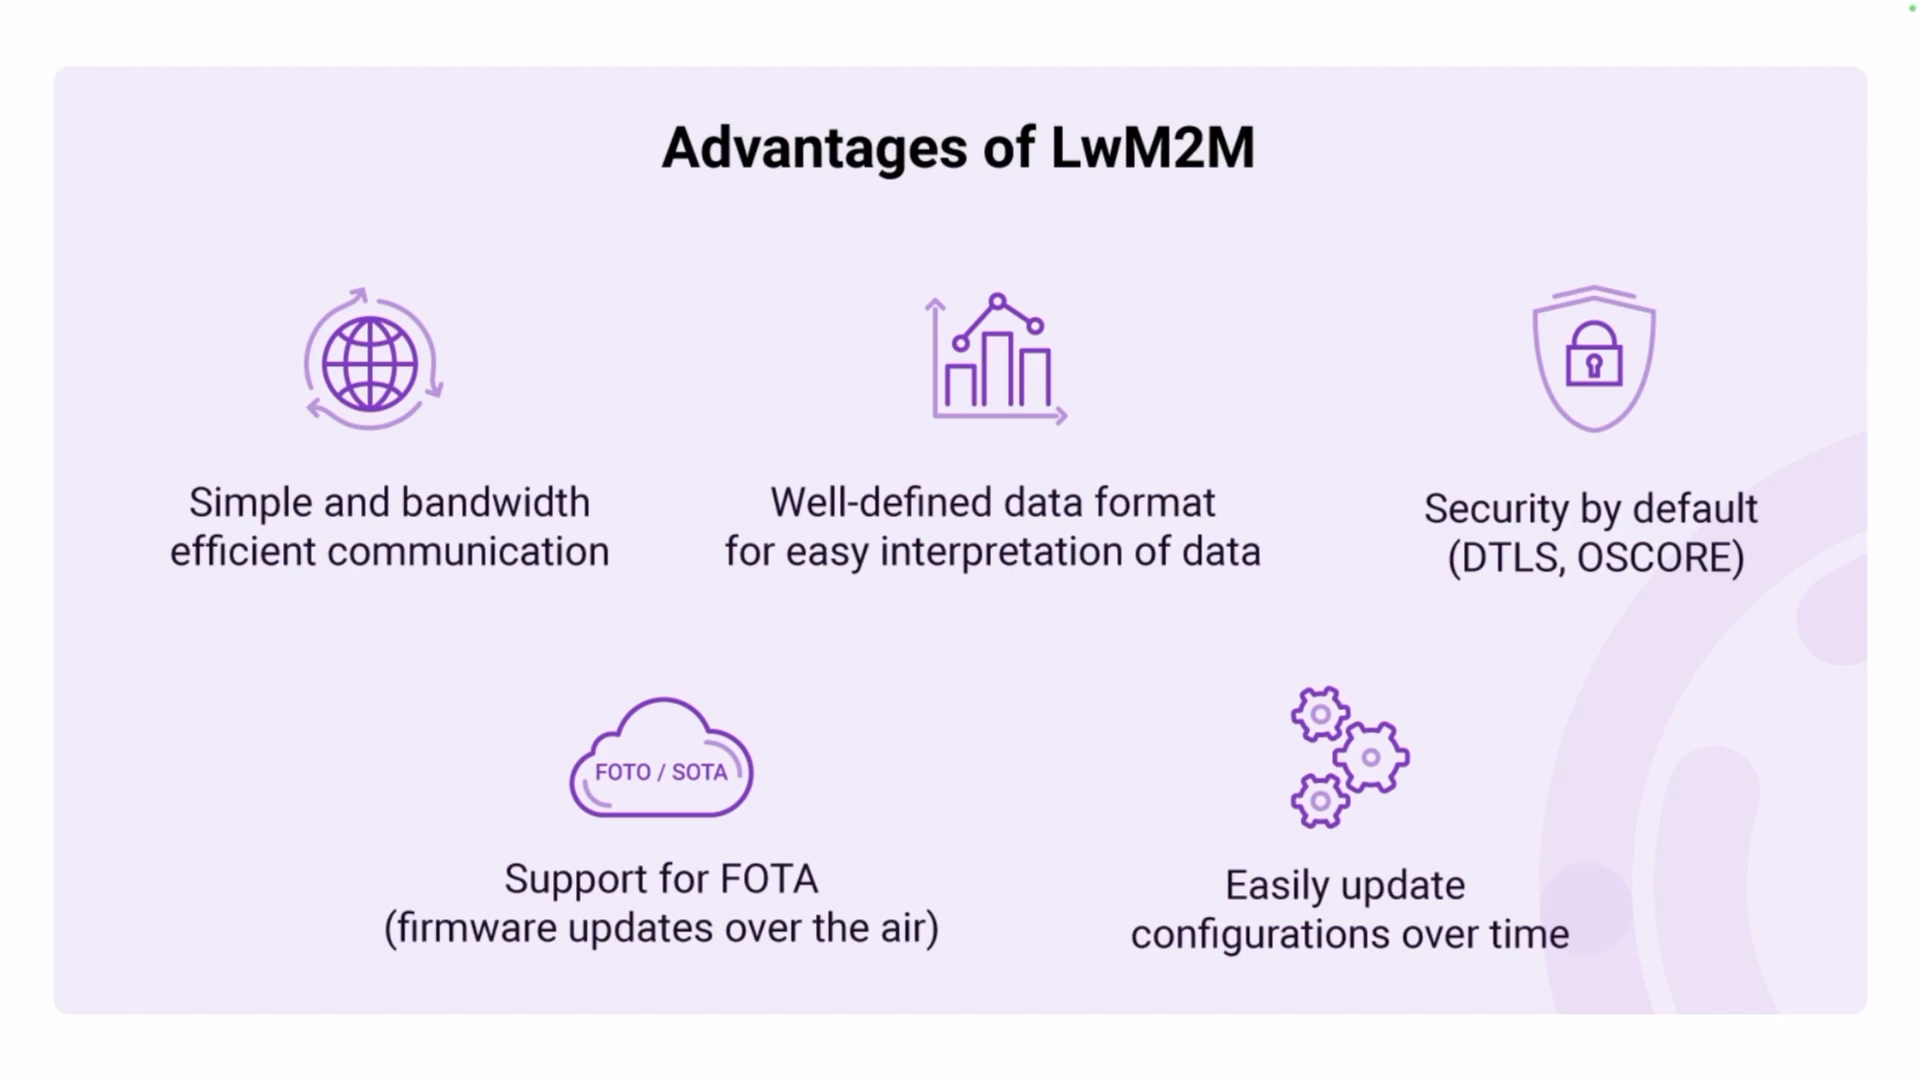 Advantages of LwM2M
Simple and bandwidth
efficient communication
Well-defined data format
for easy interpretation of data
Security by default
(DTLS, OSCORE)
FOTO / SOTA
Support for FOTA
(firmware updates over the air)
Easily update
configurations over time